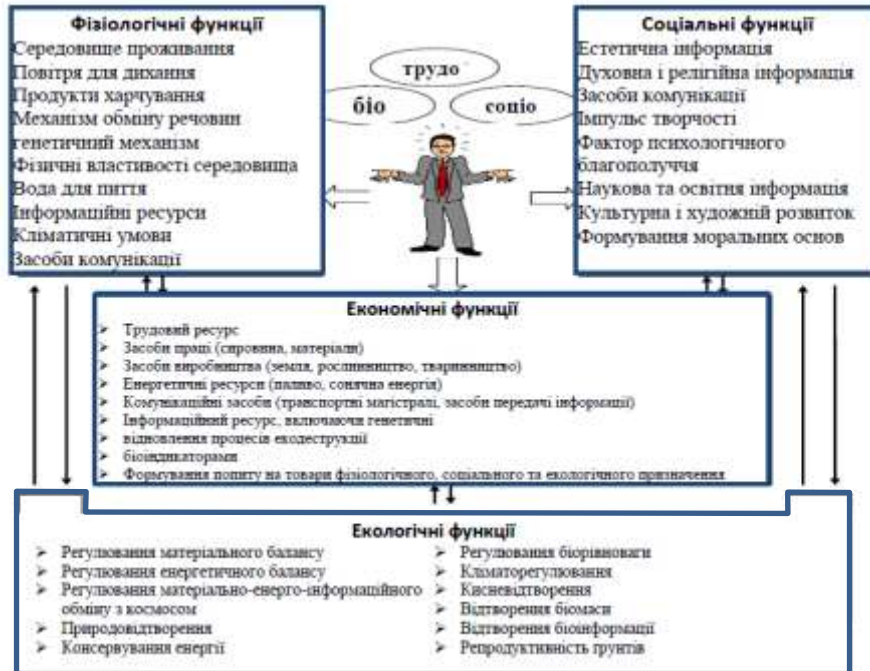 Фізіологічні функції
Середовище проживання
Повітря для дихання
Продукти харчування
Механізм обміну речовин
генетичний механізм
Фізичні властивості середовища
Вода для пиття
Інформаційні ресурси
Кліматичні умови
Засоби комунікації
трудо
біо
соціо
Соціальні функції
Естетична інформація
Духовна і релігійна інформація
Засоби комунікації
Імпульс творчості
Фактор психологічного
благополуччя
Наукова та освітня інформація
Культурна і художній розвиток
Формування моральних основ
Економічні функції
Трудовий ресурс
Засоби праці (сировина, матеріали)
Засоби виробництва (земля, рослинництво, тваринництво)
Енергетичні ресурси (паливо, сонячна енергія)
Комунікаційні засоби (транспортні магістралі, засоби передачі інформації)
Інформаційний ресурс, включаючи генетичні
відновлення процесів екодеструкції
біоіндикаторами
Формування попиту на товари фізіологічного, соціального та екологічного призначення
Екологічні функції
Регулювання матеріального балансу
Регулювання енергетичного балансу
Регулювання матеріально-енерго-інформаційного
обміну з космосом
Природовідтворення
Консервування енергії
Регулювання біорівноваги
Кліматорегулювання
Кисневідтворення
Відтворення біомаси
Відтворення біоінформації
Репродуктивність ґрунтів